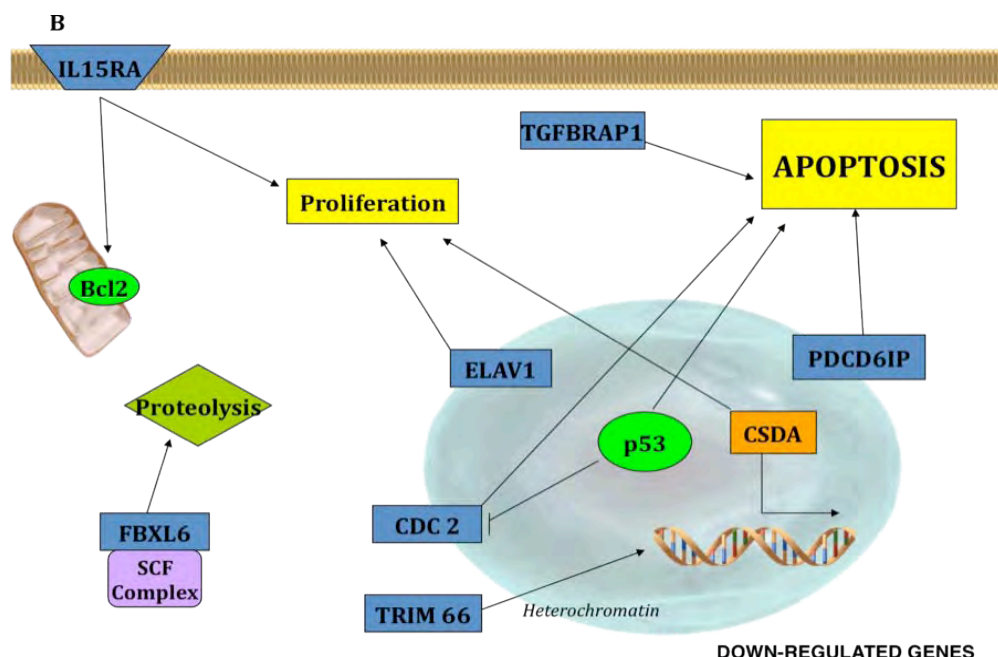 B
IL15RA
TGFBRAP1
APOPTOSIS
Proliferation
Bcl2
PDCD6IP
ELAV1
Proteolysis
p53
CSDA
FBXL6
CDC 2
SCF
Complex
TRIM 66
Heterochromatin
DOWN-REGULATED GENES